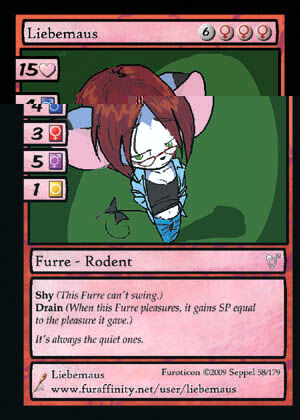 Liebemaus 6
15
4
3
5
1
Furre - Rodent
Shy (This Furre can't swing.)
Drain (When this Furre pleasures, it gains SP equal
to the pleasure it gave.)
It's always the quiet ones.
Liebemaus Furoticon ©2009 Seppel 58/179
www.furaffinity.net/user/liebemaus